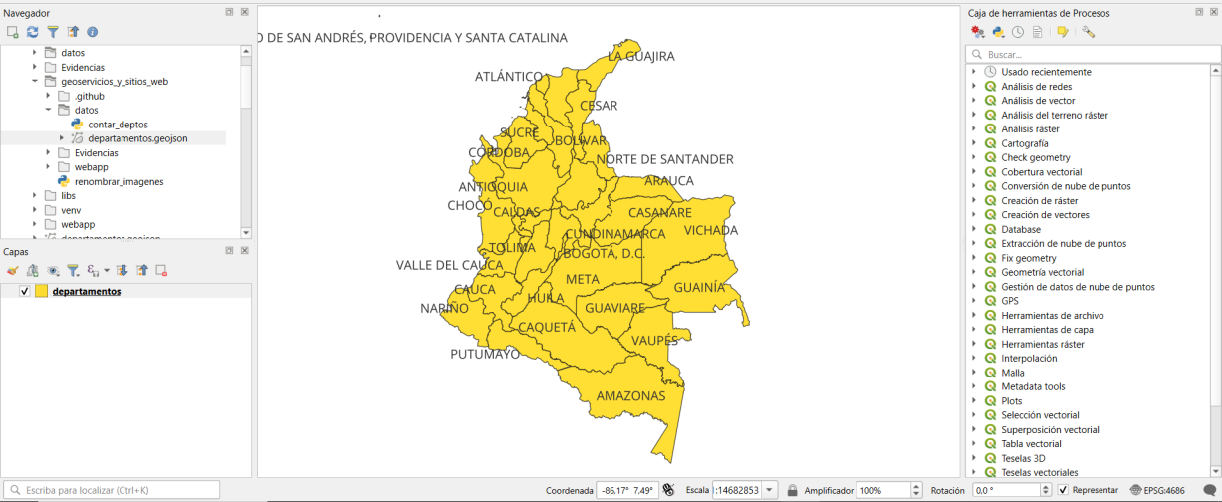 Navegador
datos
Evidencias
geoservicios_y_sitios_web
.github
datos
contar_deptos
departamentos.geojson
Evidencias
webapp
renombrar_imagenes
libs
venv
webapp
departamentos.geojson
Capas
departamentos
O DE SAN ANDRÉS, PROVIDENCIA Y SANTA CATALINA
LA GUAJIRA
ATLÁNTICO
CESAR
SUCRE
BOLÍVAR
CÓRDOBA
NORTE DE SANTANDER
ARAUCA
ANTIOQUIA
CHOCÓ
CALDAS
CASANARE
CUNDINAMARCA
VICHADA
TOLIMA
BOGOTÁ, D.C.
VALLE DEL CAUCA
META
CAUCA
GUAINÍA
HUILA
NARIÑO
GUAVIARE
CAQUETÁ
VAUPÉS
PUTUMAYO
AMAZONAS
Caja de herramientas de Procesos
Buscar...
Usado recientemente
Análisis de redes
Análisis de vector
Análisis del terreno ráster
Análisis ráster
Cartografía
Check geometry
Cobertura vectorial
Conversión de nube de puntos
Creación de ráster
Creación de vectores
Database
Extracción de nube de puntos
Fix geometry
Geometría vectorial
Gestión de datos de nube de puntos
GPS
Herramientas de archivo
Herramientas de capa
Herramientas ráster
Interpolación
Malla
Metadata tools
Plots
Selección vectorial
Superposición vectorial
Tabla vectorial
Teselas 3D
Teselas vectoriales
Escriba para localizar (Ctrl+K)
Coordenada -86.17° 7.49° Escala :14682853 Amplificador 100% Rotación 0,0 ° Representar EPSG:4686